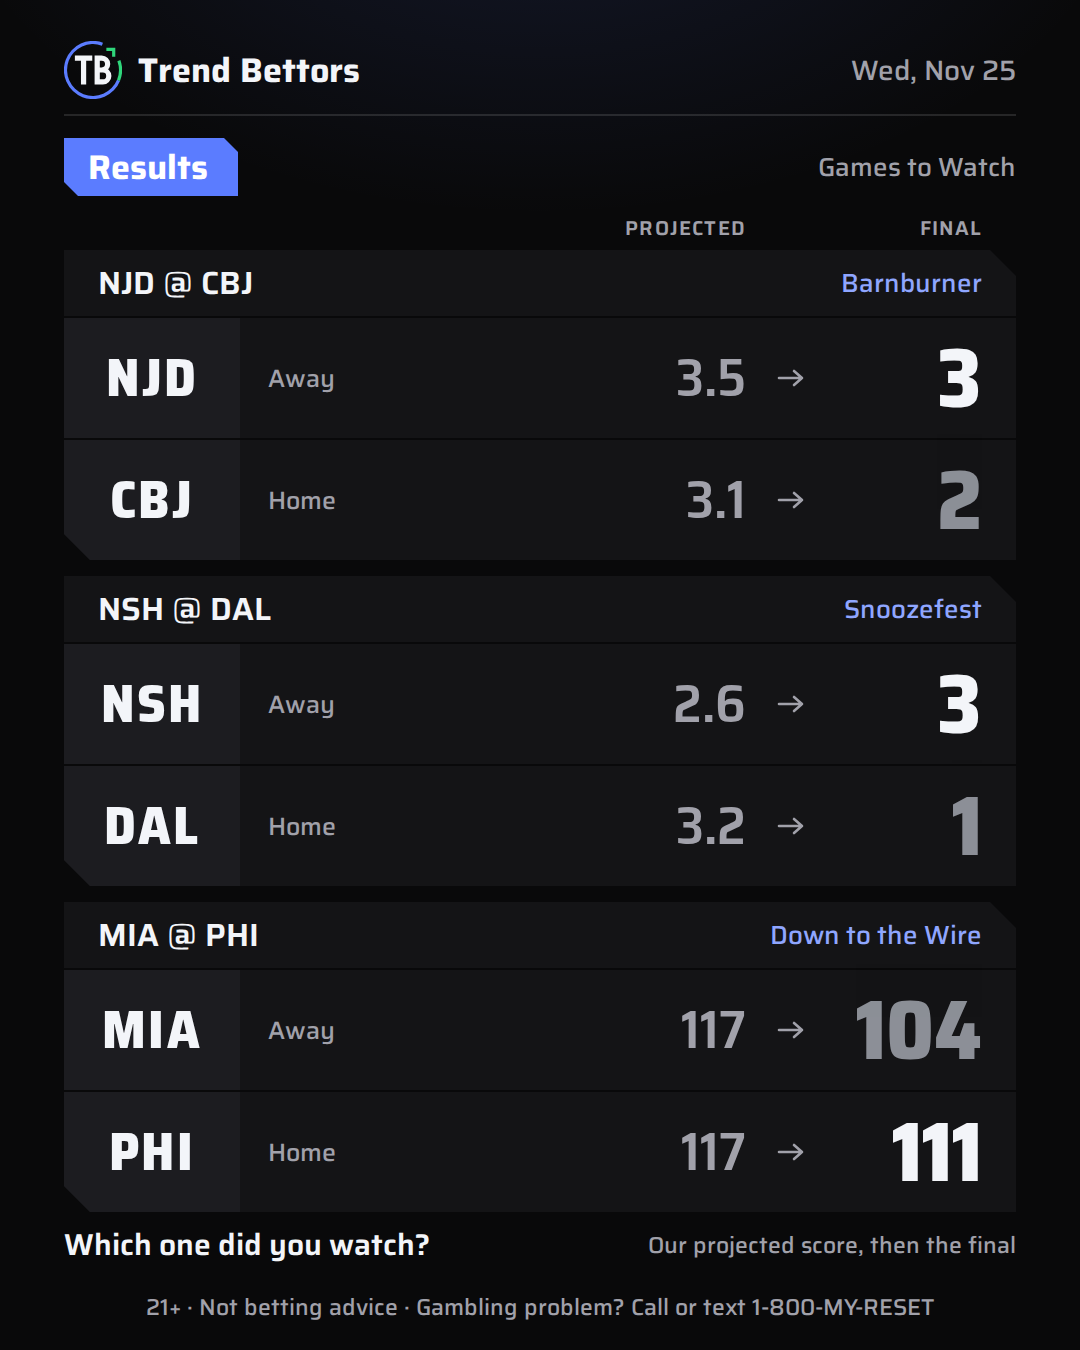 TB Trend Bettors Wed, Nov 25
Results Games to Watch
PROJECTED FINAL
NJD @ CBJ Barnburner
NJD Away 3.5 → 3
CBJ Home 3.1 → 2
NSH @ DAL Snoozefest
NSH Away 2.6 → 3
DAL Home 3.2 → 1
MIA @ PHI Down to the Wire
MIA Away 117 → 104
PHI Home 117 → 111
Which one did you watch? Our projected score, then the final
21+ · Not betting advice · Gambling problem? Call or text 1-800-MY-RESET